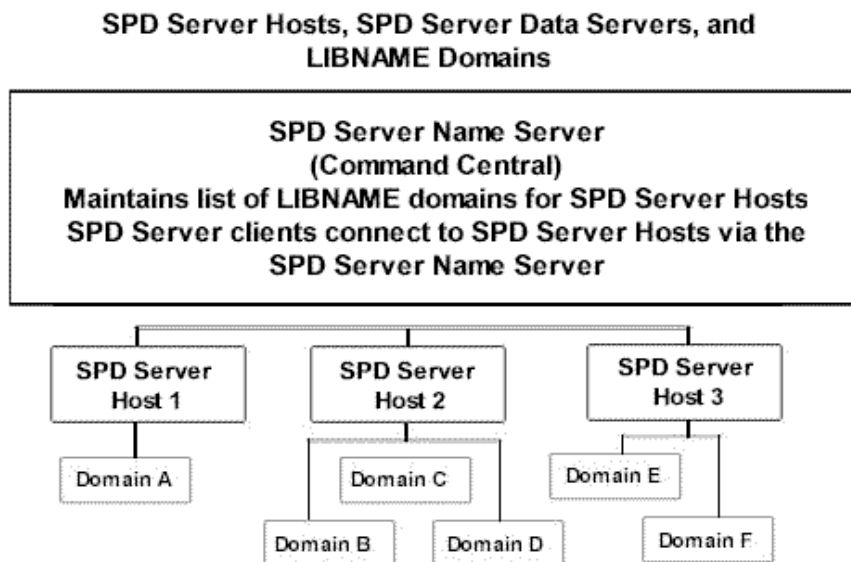 SPD Server Hosts, SPD Server Data Servers, and
LIBNAME Domains
SPD Server Name Server
(Command Central)
Maintains list of LIBNAME domains for SPD Server Hosts
SPD Server clients connect to SPD Server Hosts via the
SPD Server Name Server
SPD Server
Host 1
SPD Server
Host 2
SPD Server
Host 3
Domain A
Domain C
Domain E
Domain B
Domain D
Domain F